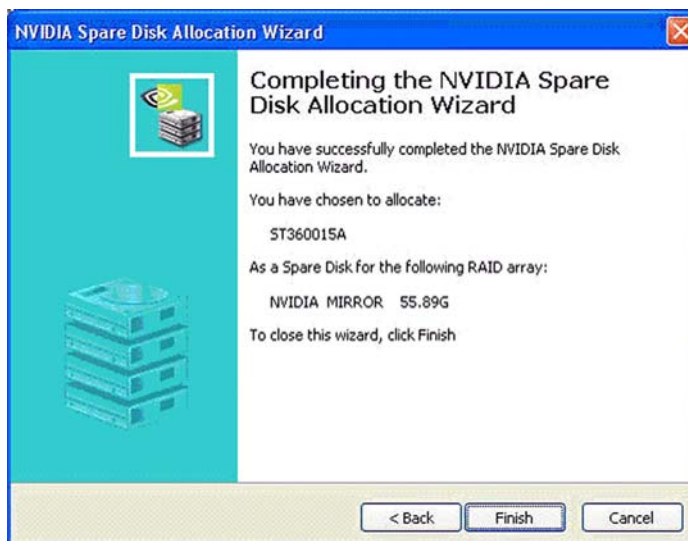 NVIDIA Spare Disk Allocation Wizard
Completing the NVIDIA Spare
Disk Allocation Wizard
You have successfully completed the NVIDIA Spare Disk
Allocation Wizard.
You have chosen to allocate:
ST360015A
As a Spare Disk for the following RAID array:
NVIDIA MIRROR 55.89G
To close this wizard, click Finish
< Back Finish Cancel